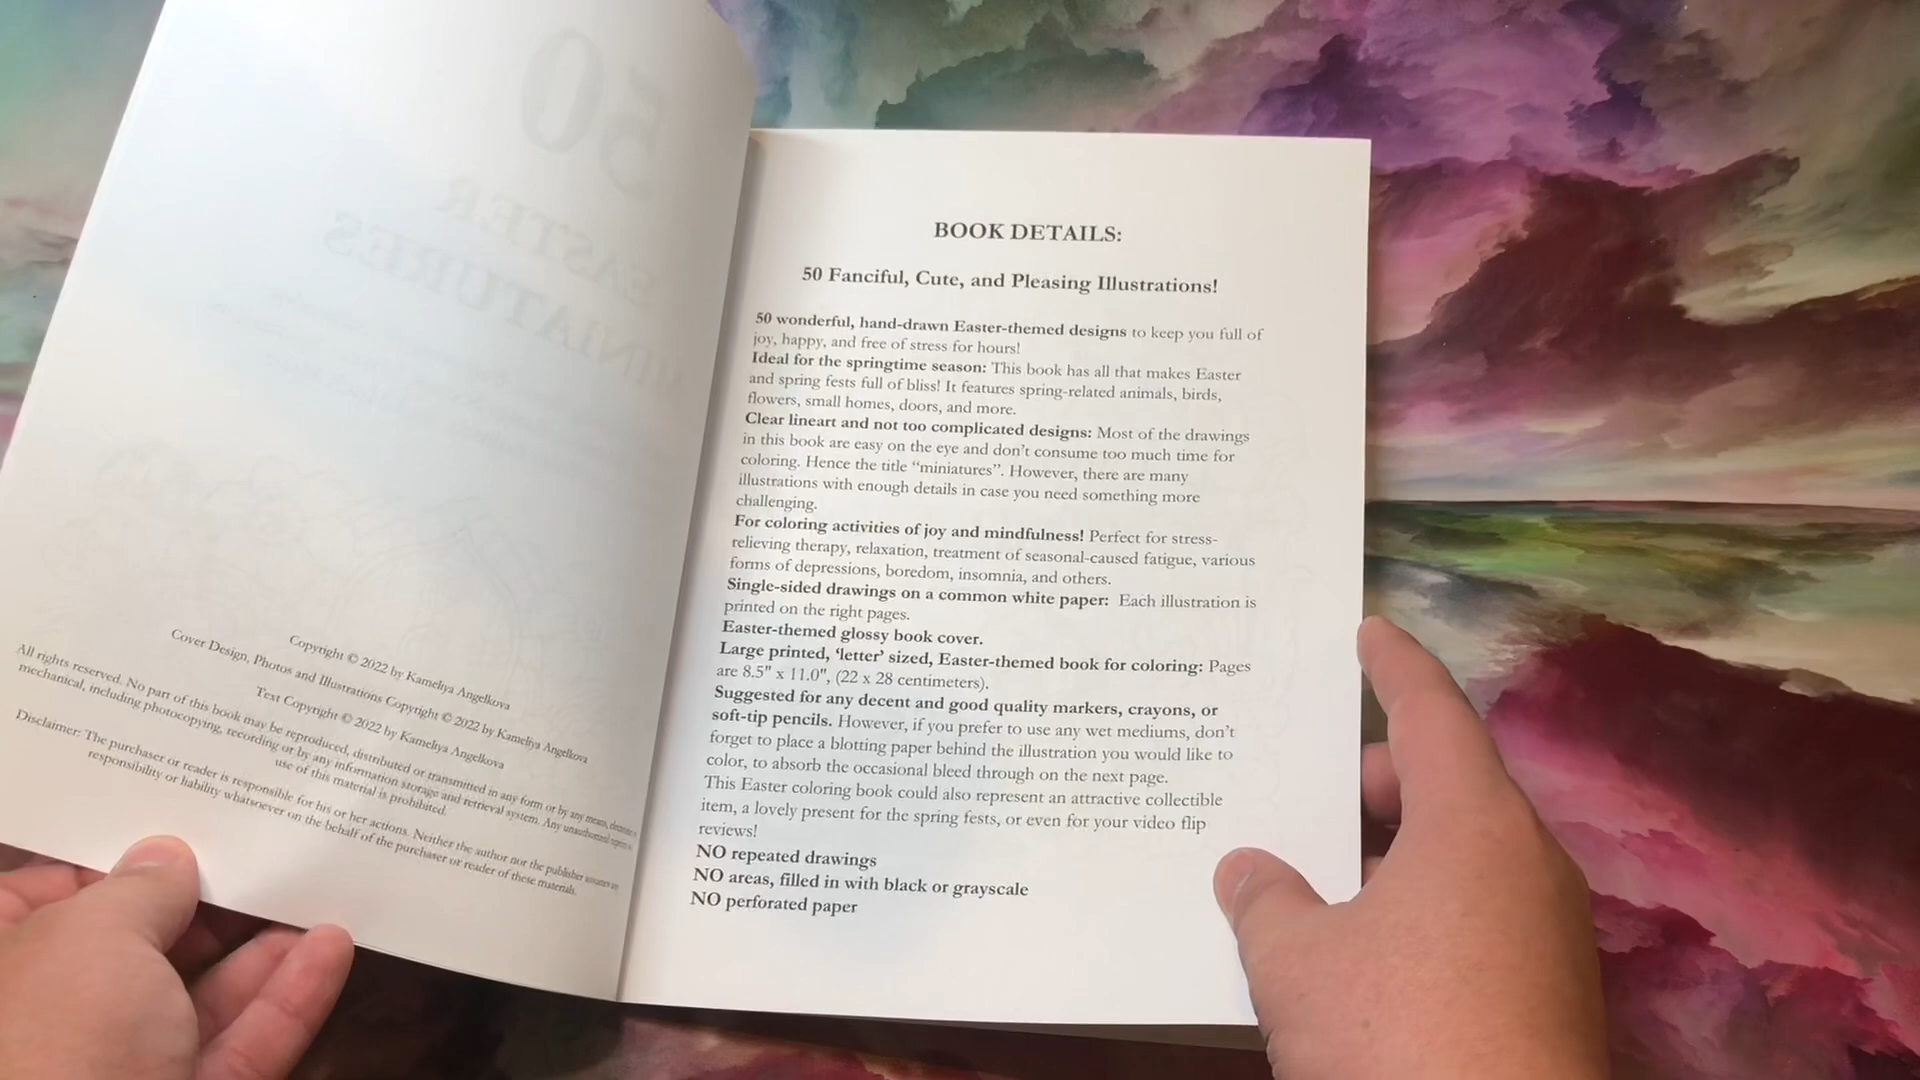 50
EASTER
MINIATURES
Copyright © 2022 by Kameliya Angelkova
Cover Design, Photos and Illustrations Copyright © 2022 by Kameliya Angelkova
Text Copyright © 2022 by Kameliya Angelkova
All rights reserved. No part of this book may be reproduced, distributed or transmitted in any form or by any means,
mechanical, including photocopying, recording or by any information storage and retrieval system. Any unauthorized
use of this material is prohibited.
Disclaimer: The purchaser or reader is responsible for his or her actions. Neither the author nor the publisher
responsibility or liability whatsoever on the behalf of the purchaser or reader of these materials.
BOOK DETAILS:
50 Fanciful, Cute, and Pleasing Illustrations!
50 wonderful, hand-drawn Easter-themed designs to keep you full of
joy, happy, and free of stress for hours!
Ideal for the springtime season: This book has all that makes Easter
and spring fests full of bliss! It features spring-related animals, birds,
flowers, small homes, doors, and more.
Clear lineart and not too complicated designs: Most of the drawings
in this book are easy on the eye and don't consume too much time for
coloring. Hence the title “miniatures”. However, there are many
illustrations with enough details in case you need something more
challenging.
For coloring activities of joy and mindfulness! Perfect for stress-
relieving therapy, relaxation, treatment of seasonal-caused fatigue, various
forms of depressions, boredom, insomnia, and others.
Single-sided drawings on a common white paper: Each illustration is
printed on the right pages.
Easter-themed glossy book cover.
Large printed, ‘letter’ sized, Easter-themed book for coloring: Pages
are 8.5" x 11.0", (22 x 28 centimeters).
Suggested for any decent and good quality markers, crayons, or
soft-tip pencils. However, if you prefer to use any wet mediums, don't
forget to place a blotting paper behind the illustration you would like to
color, to absorb the occasional bleed through on the next page.
This Easter coloring book could also represent an attractive collectible
item, a lovely present for the spring fests, or even for your video flip
reviews!
NO repeated drawings
NO areas, filled in with black or grayscale
NO perforated paper